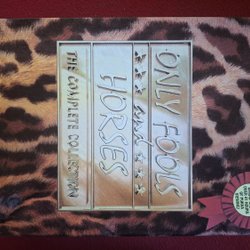 ONLY FOOLS
*** and ***
HORSES
THE COMPLETE COLLECTION